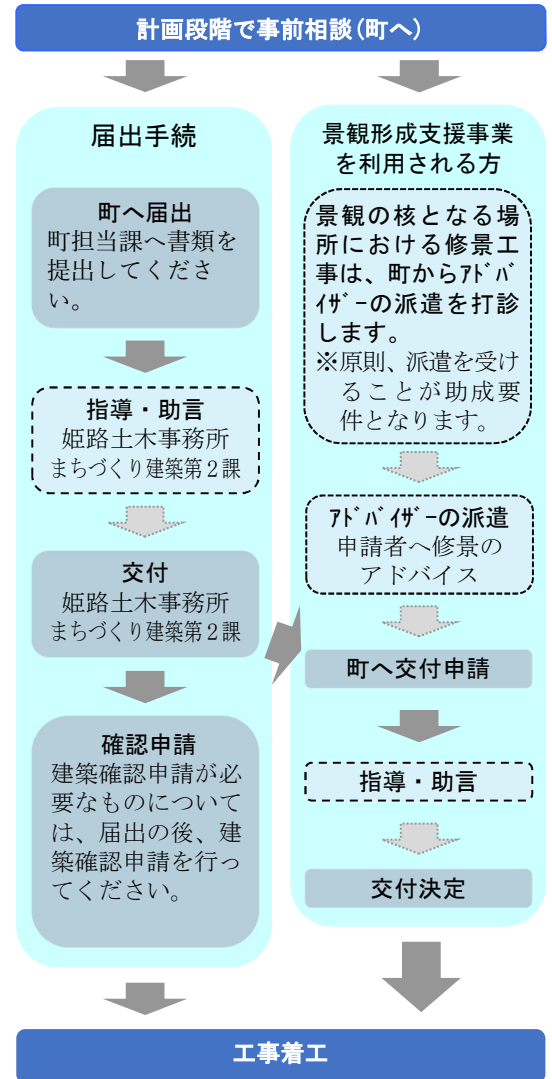 計画段階で事前相談(町へ)
届出手続
町へ届出
町担当課へ書類を
提出してくださ
い。
指導・助言
姫路土木事務所
まちづくり建築第２課
交付
姫路土木事務所
まちづくり建築第２課
確認申請
建築確認申請が必
要なものについて
は、届出の後、建
築確認申請を行っ
てください。
景観形成支援事業
を利用される方
景観の核となる場
所における修景工
事は、町からｱﾄﾞﾊﾞ
ｲｻﾞｰの派遣を打診
します。
※原則、派遣を受け
ることが助成要
件となります。
ｱﾄﾞﾊﾞｲｻﾞｰの派遣
申請者へ修景の
アドバイス
町へ交付申請
指導・助言
交付決定
工事着工